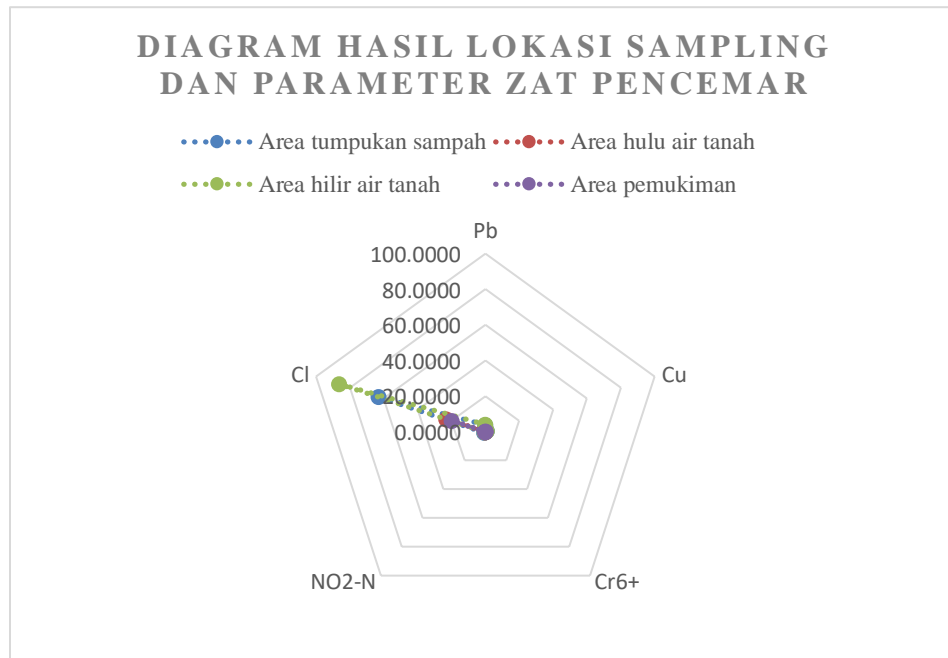 DIAGRAM HASIL LOKASI SAMPLING
DAN PARAMETER ZAT PENCEMAR
Area tumpukan sampah
Area hulu air tanah
Area hilir air tanah
Area pemukiman
Pb
100.0000
80.0000
60.0000
40.0000
20.0000
0.0000
Cl
Cu
NO2-N
Cr6+